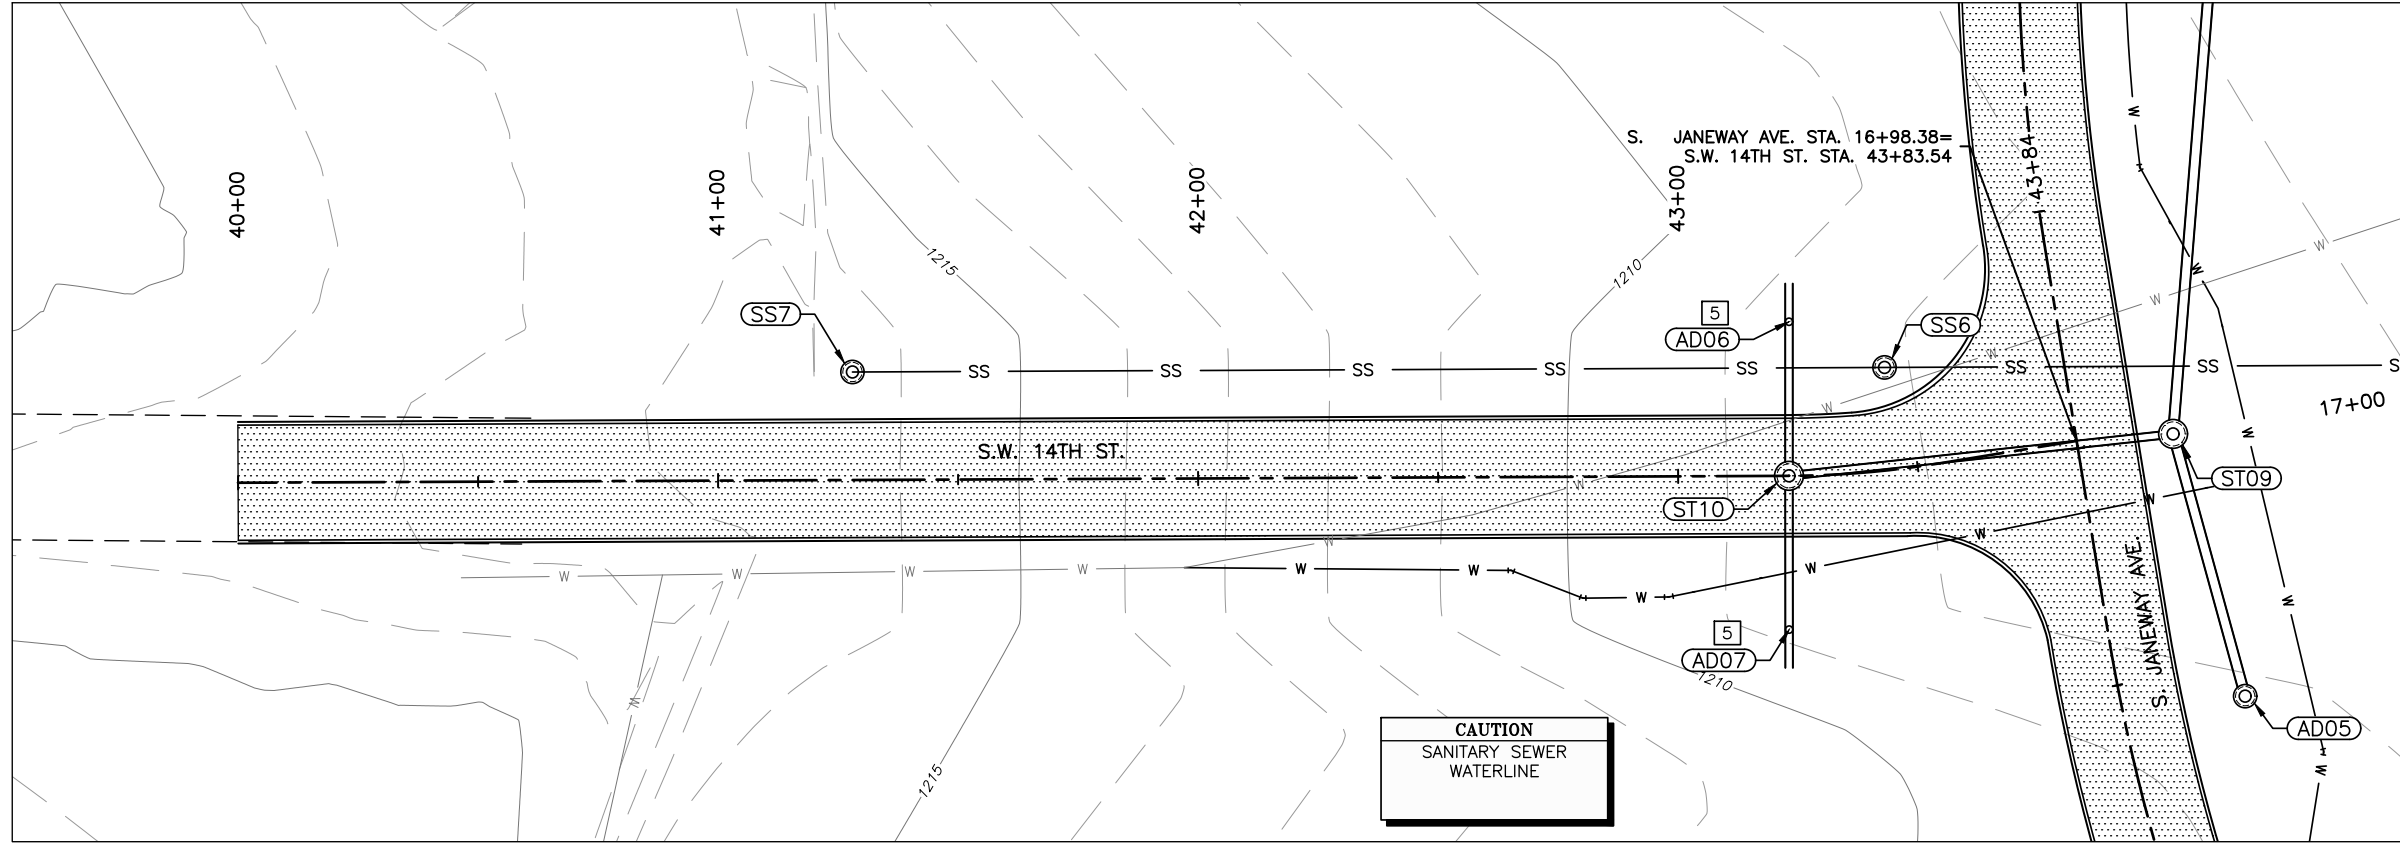 40+00
41+00
42+00
43+00
43+84
S. JANEWAY AVE. STA. 16+98.38=
S.W. 14TH ST. STA. 43+83.54
1215
1210
SS7
5
AD06
SS6
SS SS SS SS SS SS SS S
17+00
S.W. 14TH ST.
ST10
ST09
W W W W W W W W W
W W W W W W
W W W W W W
W
S. JANEWAY AVE.
5
AD07
1210
AD05
1215
CAUTION
SANITARY SEWER
WATERLINE